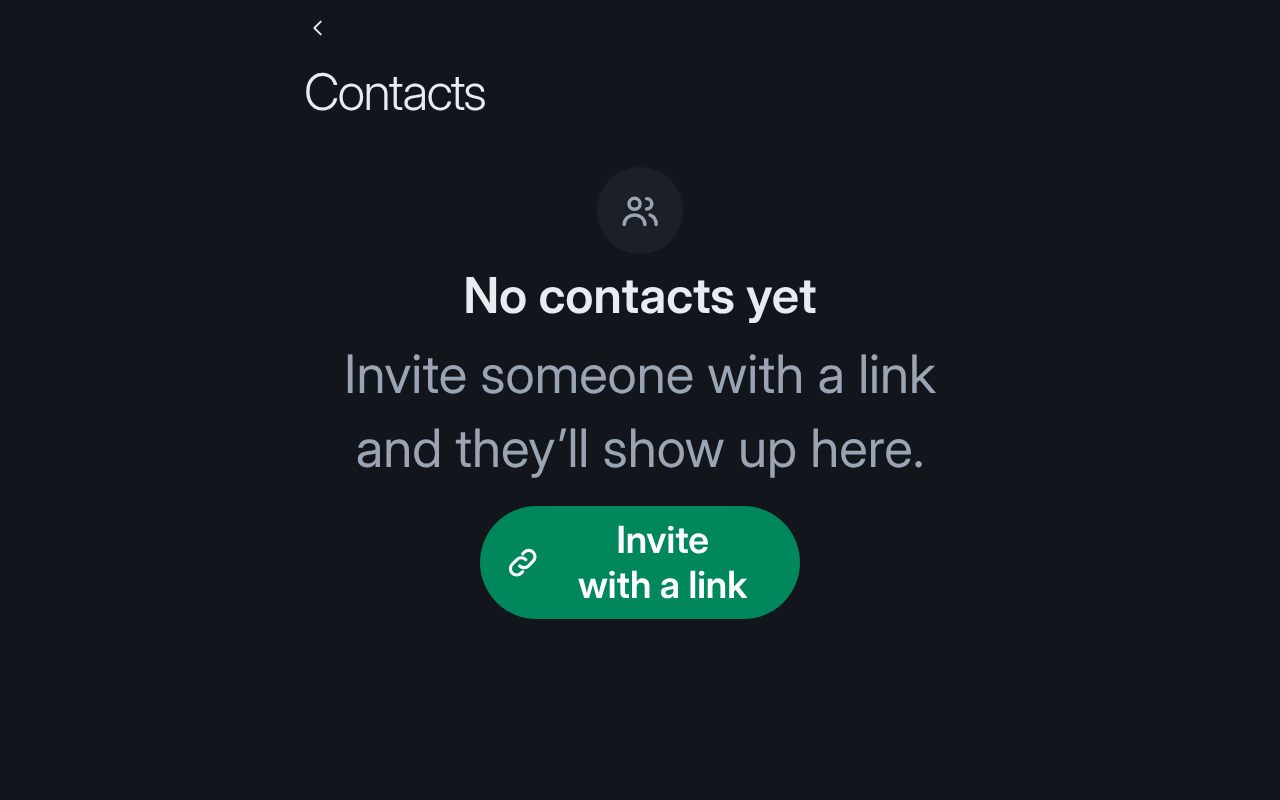 Contacts
No contacts yet
Invite someone with a link
and they’ll show up here.
Invite
with a link